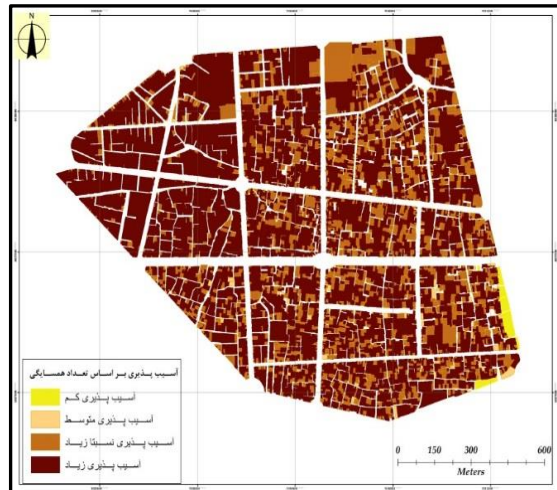 N
آسیب پذیری بر اساس تعداد همسایگی
آسیب پذیری کم
آسیب پذیری متوسط
آسیب پذیری نسبتا زیاد
آسیب پذیری زیاد
0 150 300 600
Meters